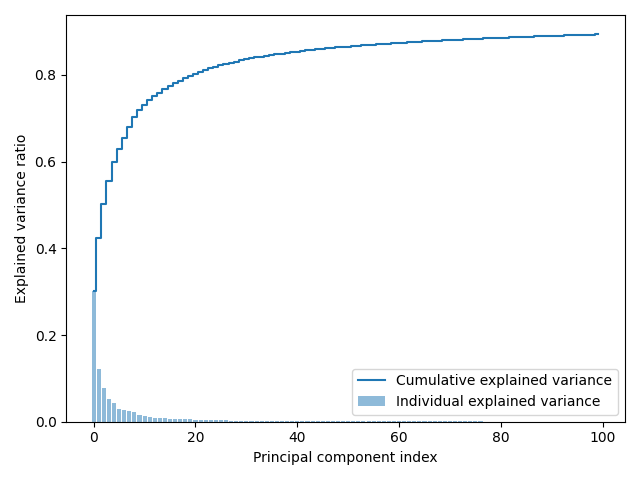 Explained variance ratio
0.8
0.6
0.4
0.2
0.0
Cumulative explained variance
Individual explained variance
0 20 40 60 80 100
Principal component index